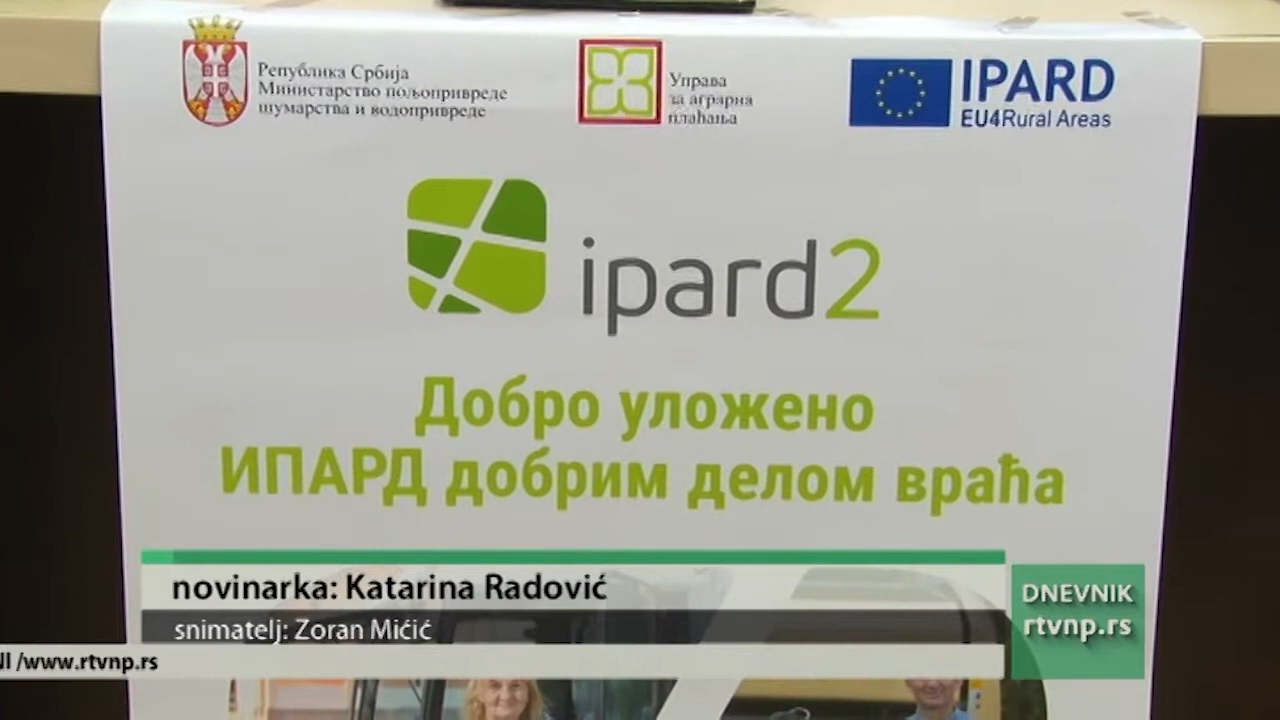 Република Србија
Министарство пољопривреде
шумарства и водопривреде
Управа
за аграрна
плаћања
IPARD
EU4Rural Areas
ipard2
Добро уложено
ИПАРД добрим делом враћа
novinarka: Katarina Radović
snimatelj: Zoran Mićić
DNEVNIK
rtvnp.rs
/www.rtvnp.rs